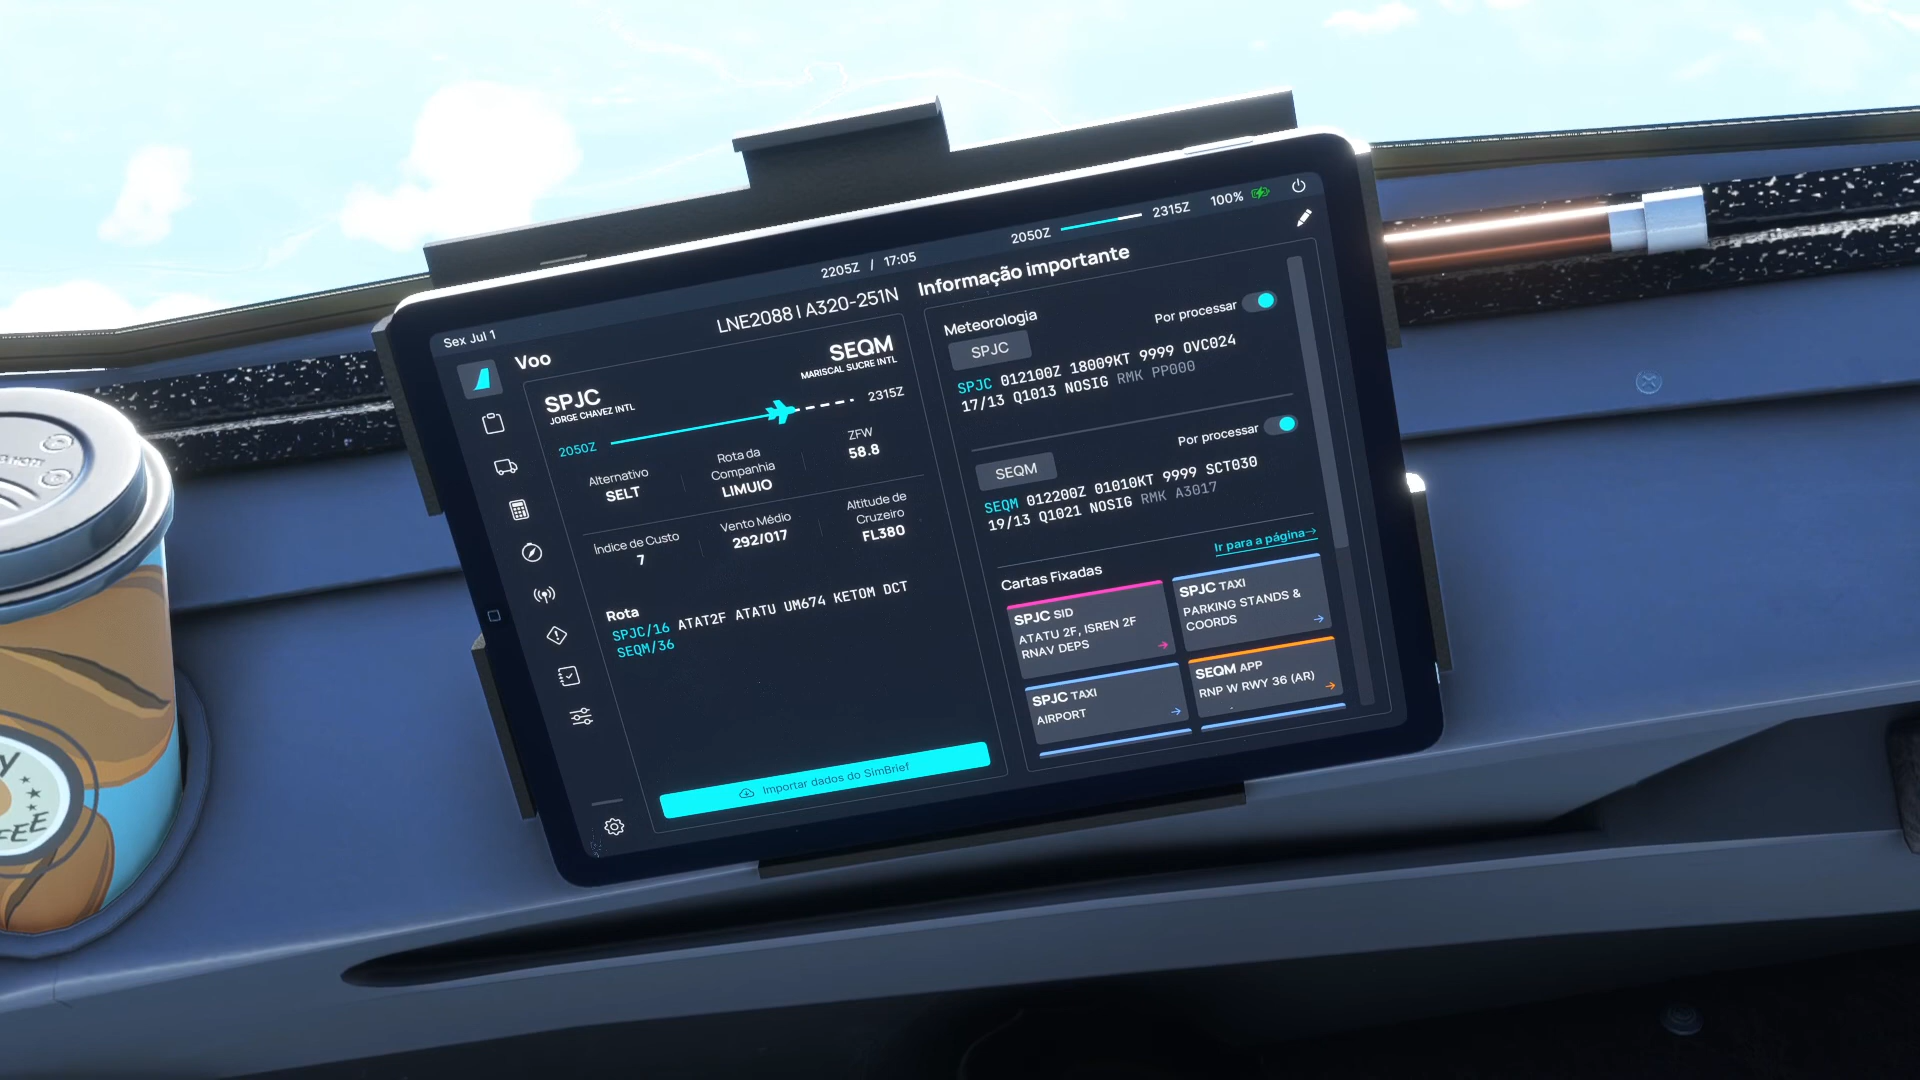 Sex Jul 1
2205Z / 17:05
2050Z
2315Z
100%
Voo
LNE2088 | A320-251N
SPJC
JORGE CHAVEZ INTL
SEQM
MARISCAL SUCRE INTL
2050Z
2315Z
Alternativo
SELT
Rota da
Companhia
LIMUIO
ZFW
58.8
Índice de Custo
7
Vento Médio
292/017
Altitude de
Cruzeiro
FL380
Rota
SPJC/16 ATAT2F ATATU UM674 KETOM DCT
SEQM/36
Importar dados do SimBrief
Informação importante
Meteorologia
Por processar
SPJC
SPJC 012100Z 18009KT 9999 OVC024
17/13 Q1013 NOSIG RMK PP000
Por processar
SEQM
SEQM 012200Z 01010KT 9999 SCT030
19/13 Q1021 NOSIG RMK A3017
Ir para a página→
Cartas Fixadas
SPJC SID
ATATU 2F, ISREN 2F
RNAV DEPS
SPJC TAXI
PARKING STANDS &
COORDS
SPJC TAXI
AIRPORT
SEQM APP
RNP W RWY 36 (AR)